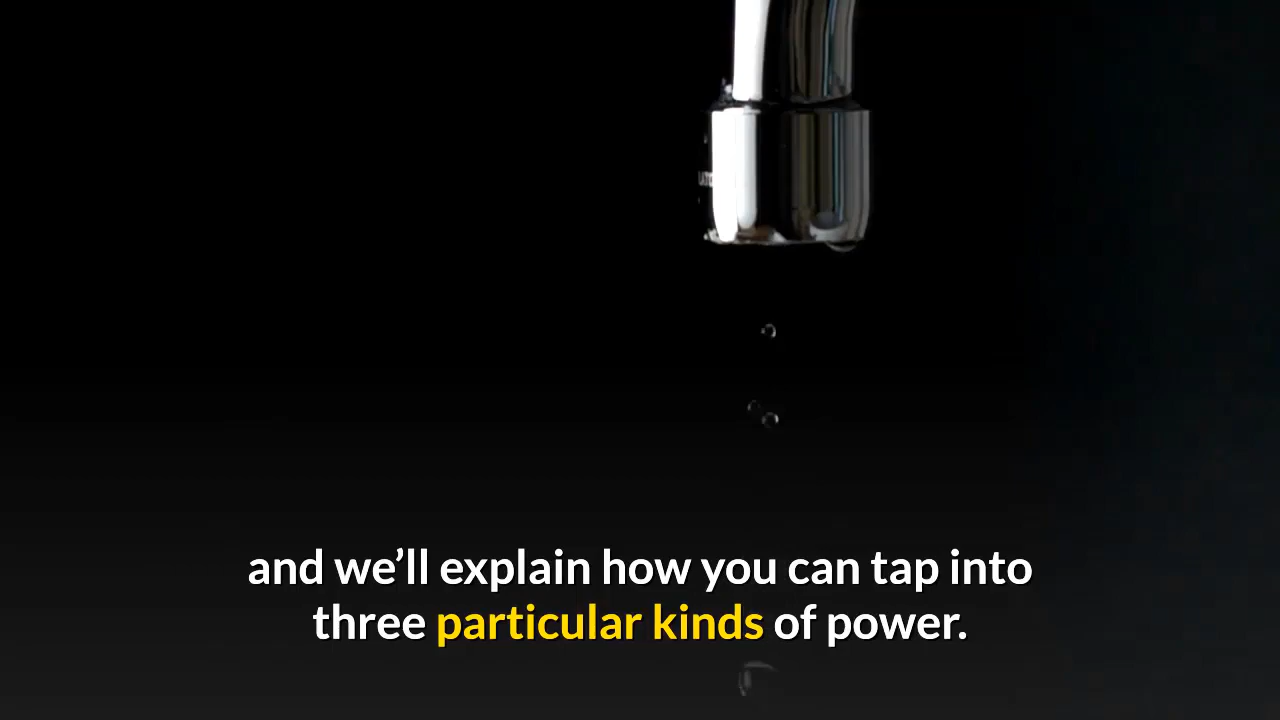 and we’ll explain how you can tap into
three particular kinds of power.